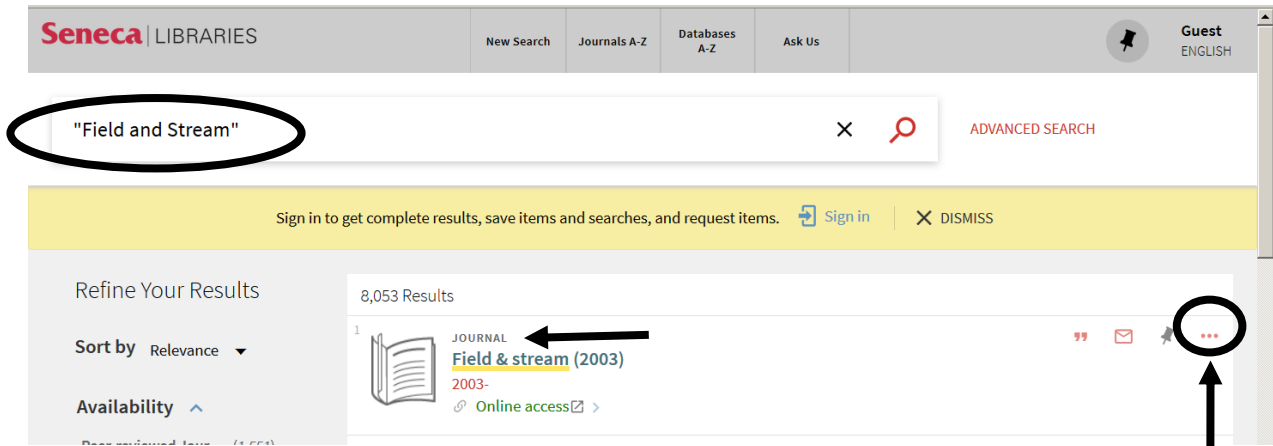 Seneca LIBRARIES
New Search
Journals A-Z
Databases
A-Z
Ask Us
Guest
ENGLISH
"Field and Stream"
ADVANCED SEARCH
Sign in to get complete results, save items and searches, and request items. Sign in DISMISS
Refine Your Results
Sort by Relevance
Availability
8,053 Results
1
JOURNAL
Field & stream (2003)
2003-
Online access